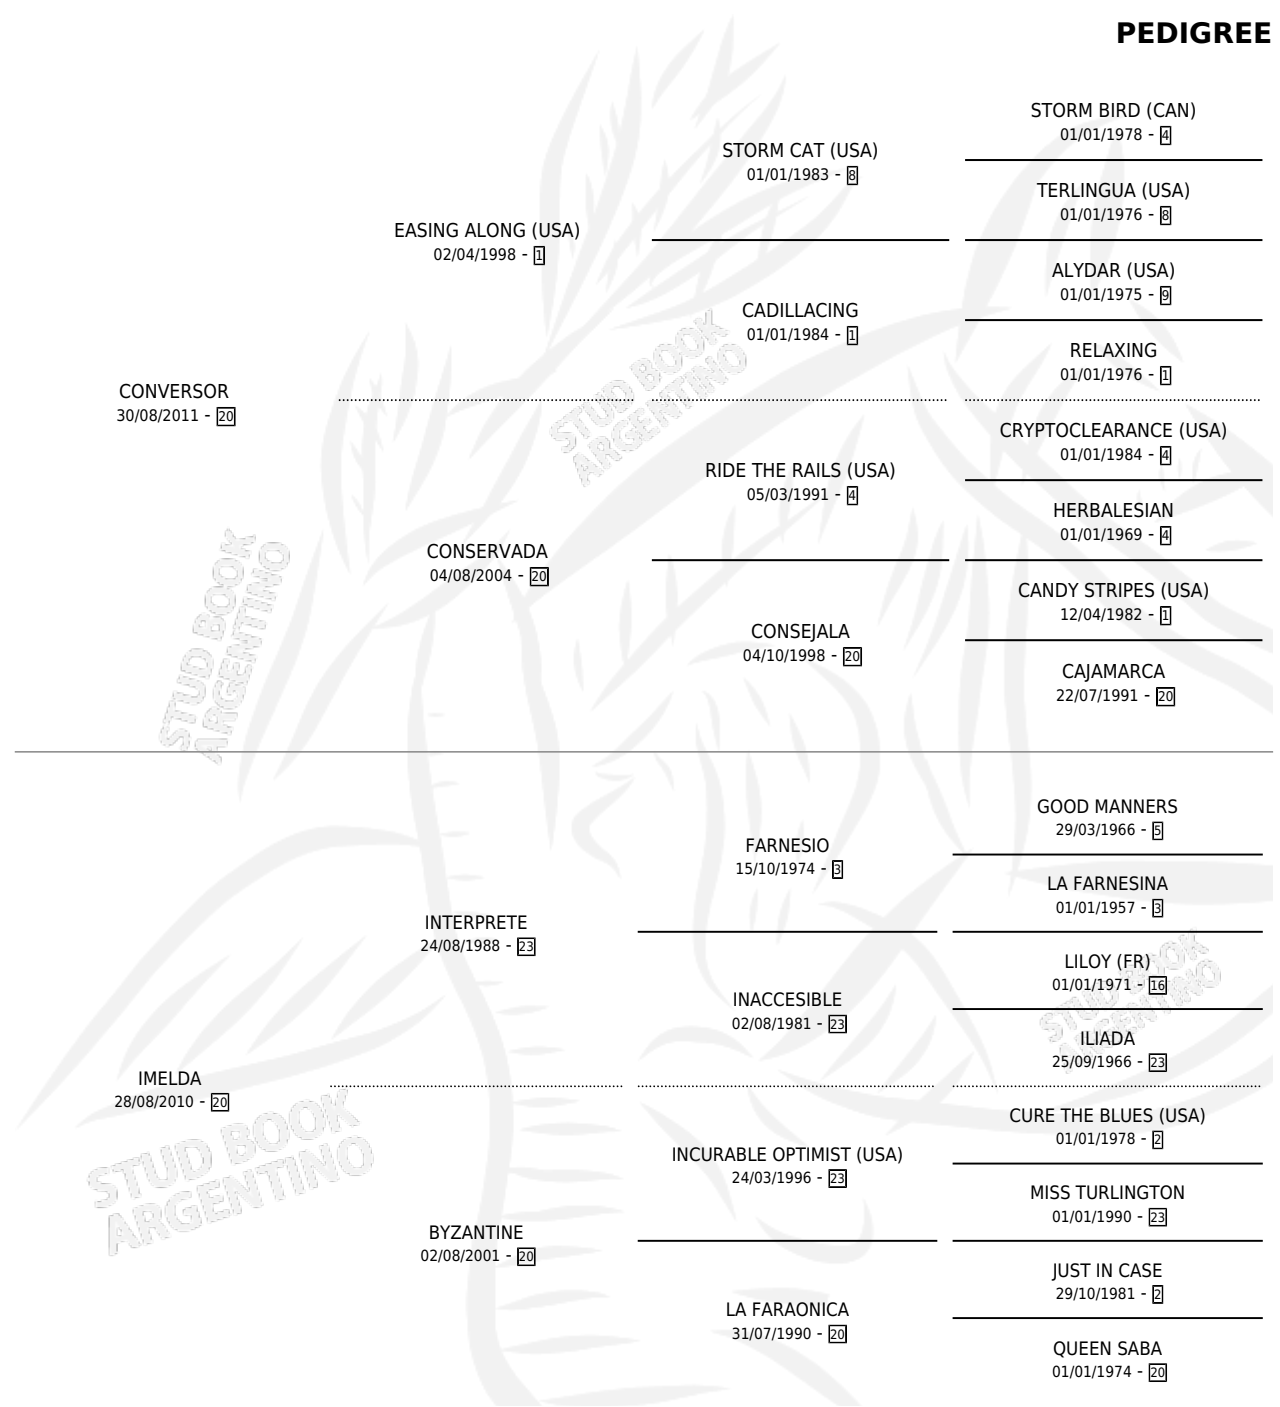 PEDIGREE
STORM BIRD (CAN)
01/01/1978 - 4
STORM CAT (USA)
01/01/1983 - 8
TERLINGUA (USA)
01/01/1976 - 8
EASING ALONG (USA)
02/04/1998 - 1
ALYDAR (USA)
01/01/1975 - 9
CADILLACING
01/01/1984 - 1
RELAXING
01/01/1976 - 1
CONVERSOR
30/08/2011 - 20
CRYPTOCLEARANCE (USA)
01/01/1984 - 4
RIDE THE RAILS (USA)
05/03/1991 - 4
HERBALESIAN
01/01/1969 - 4
CONSERVADA
04/08/2004 - 20
CANDY STRIPES (USA)
12/04/1982 - 1
CONSEJALA
04/10/1998 - 20
CAJAMARCA
22/07/1991 - 20
GOOD MANNERS
29/03/1966 - 5
FARNESIO
15/10/1974 - 3
LA FARNESINA
01/01/1957 - 3
INTERPRETE
24/08/1988 - 23
LILOY (FR)
01/01/1971 - 16
INACCESIBLE
02/08/1981 - 23
ILIADA
25/09/1966 - 23
IMELDA
28/08/2010 - 20
CURE THE BLUES (USA)
01/01/1978 - 2
INCURABLE OPTIMIST (USA)
24/03/1996 - 23
MISS TURLINGTON
01/01/1990 - 23
BYZANTINE
02/08/2001 - 20
JUST IN CASE
29/10/1981 - 2
LA FARAONICA
31/07/1990 - 20
QUEEN SABA
01/01/1974 - 20
STUD BOOK
ARGENTINO
STUD BOOK
ARGENTINO
STUD BOOK
ARGENTINO
STUD BOOK
ARGENTINO